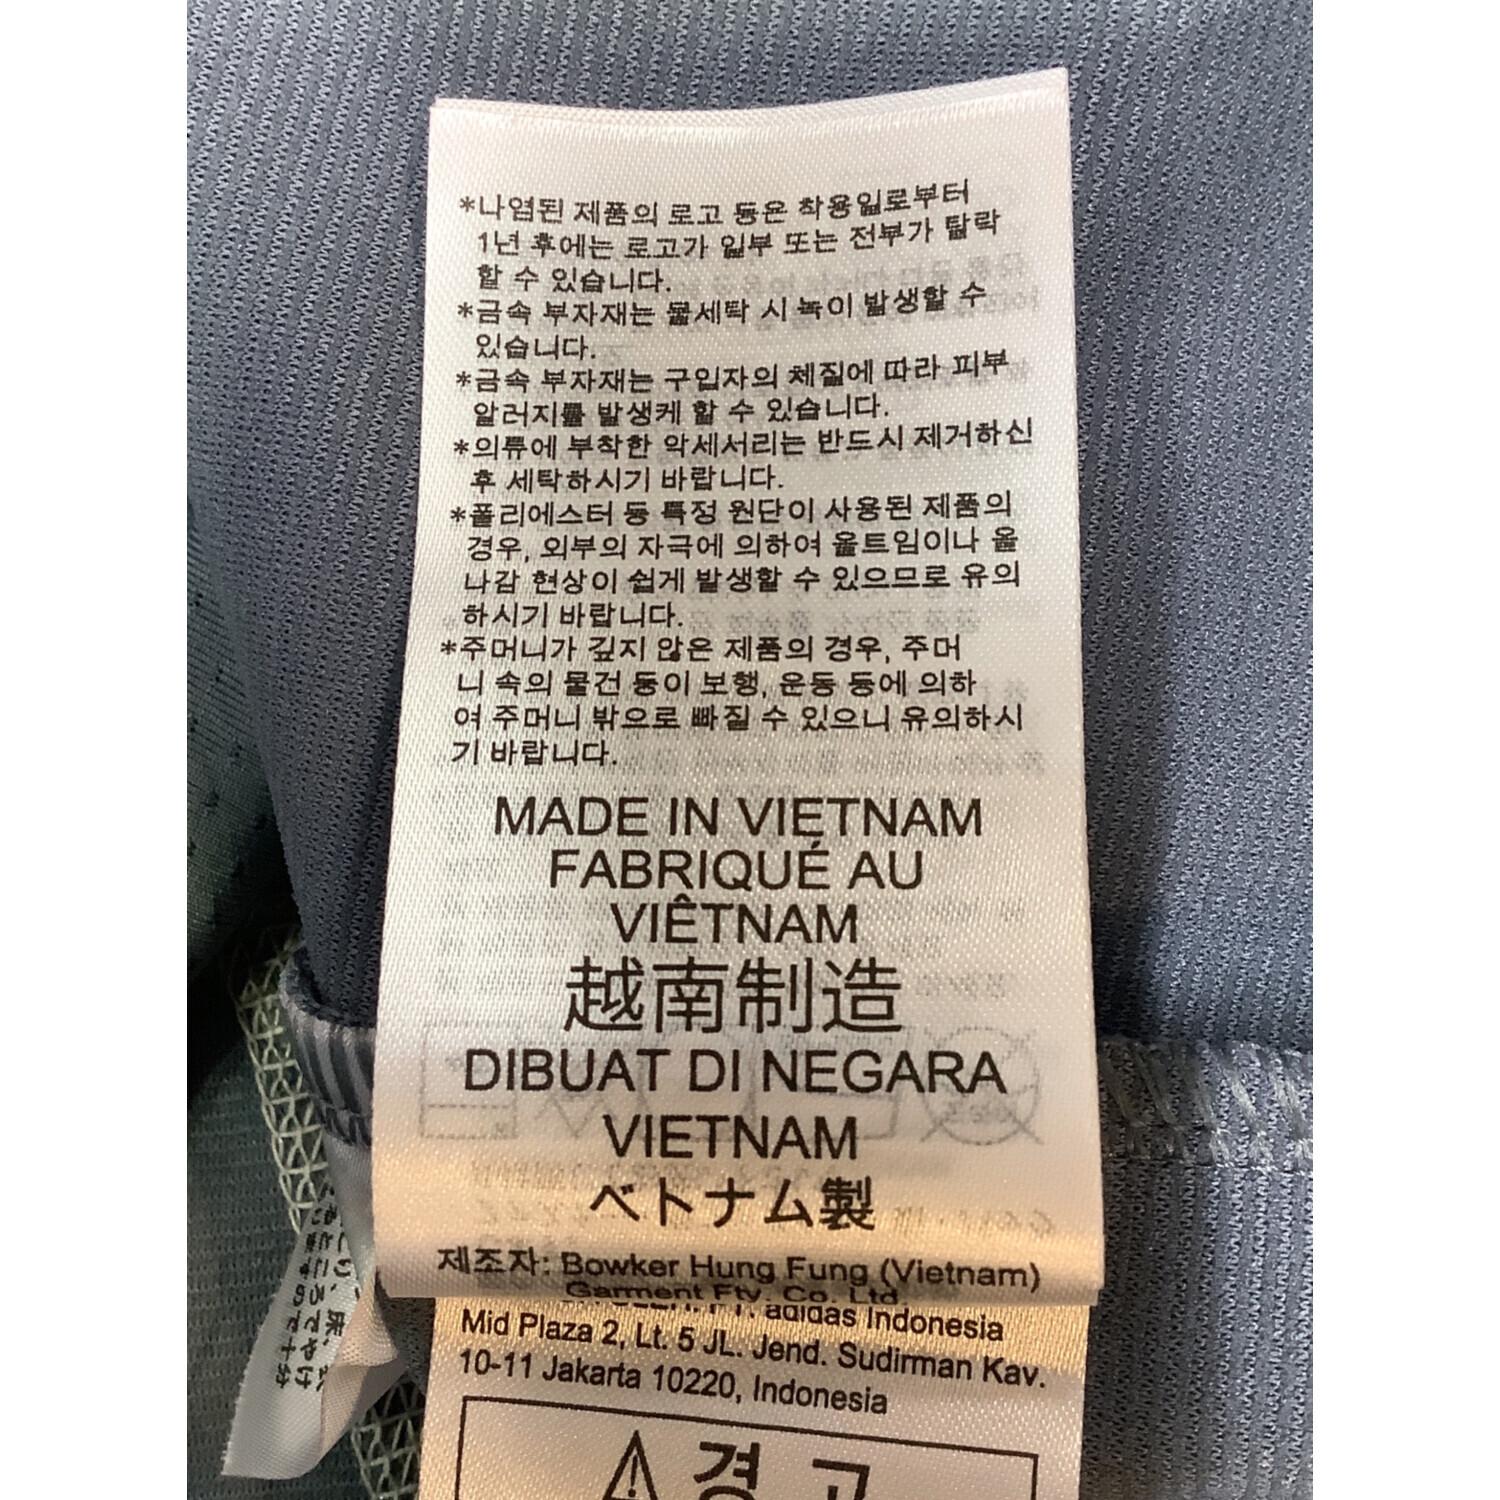 *나염된 제품의 로고 등은 착용일로부터
1년 후에는 로고가 일부 또는 전부가 탈락
할 수 있습니다.
*금속 부자재는 물세탁 시 녹이 발생할 수
있습니다.
*금속 부자재는 구입자의 체질에 따라 피부
알러지를 발생케 할 수 있습니다.
*의류에 부착한 악세서리는 반드시 제거하신
후 세탁하시기 바랍니다.
*폴리에스터 등 특정 원단이 사용된 제품의
경우, 외부의 자극에 의하여 올트임이나 올
나감 현상이 쉽게 발생할 수 있으므로 유의
하시기 바랍니다.
*주머니가 깊지 않은 제품의 경우, 주머
니 속의 물건 등이 보행, 운동 등에 의하
여 주머니 밖으로 빠질 수 있으니 유의하시
기 바랍니다.
MADE IN VIETNAM
FABRIQUÉ AU
VIÊTNAM
越南制造
DIBUAT DI NEGARA
VIETNAM
ベトナム製
제조자: Bowker Hung Fung (Vietnam)
Garment Fty. Co. Ltd
adidas Indonesia
Mid Plaza 2, Lt. 5 JL. Jend. Sudirman Kav.
10-11 Jakarta 10220, Indonesia
경고